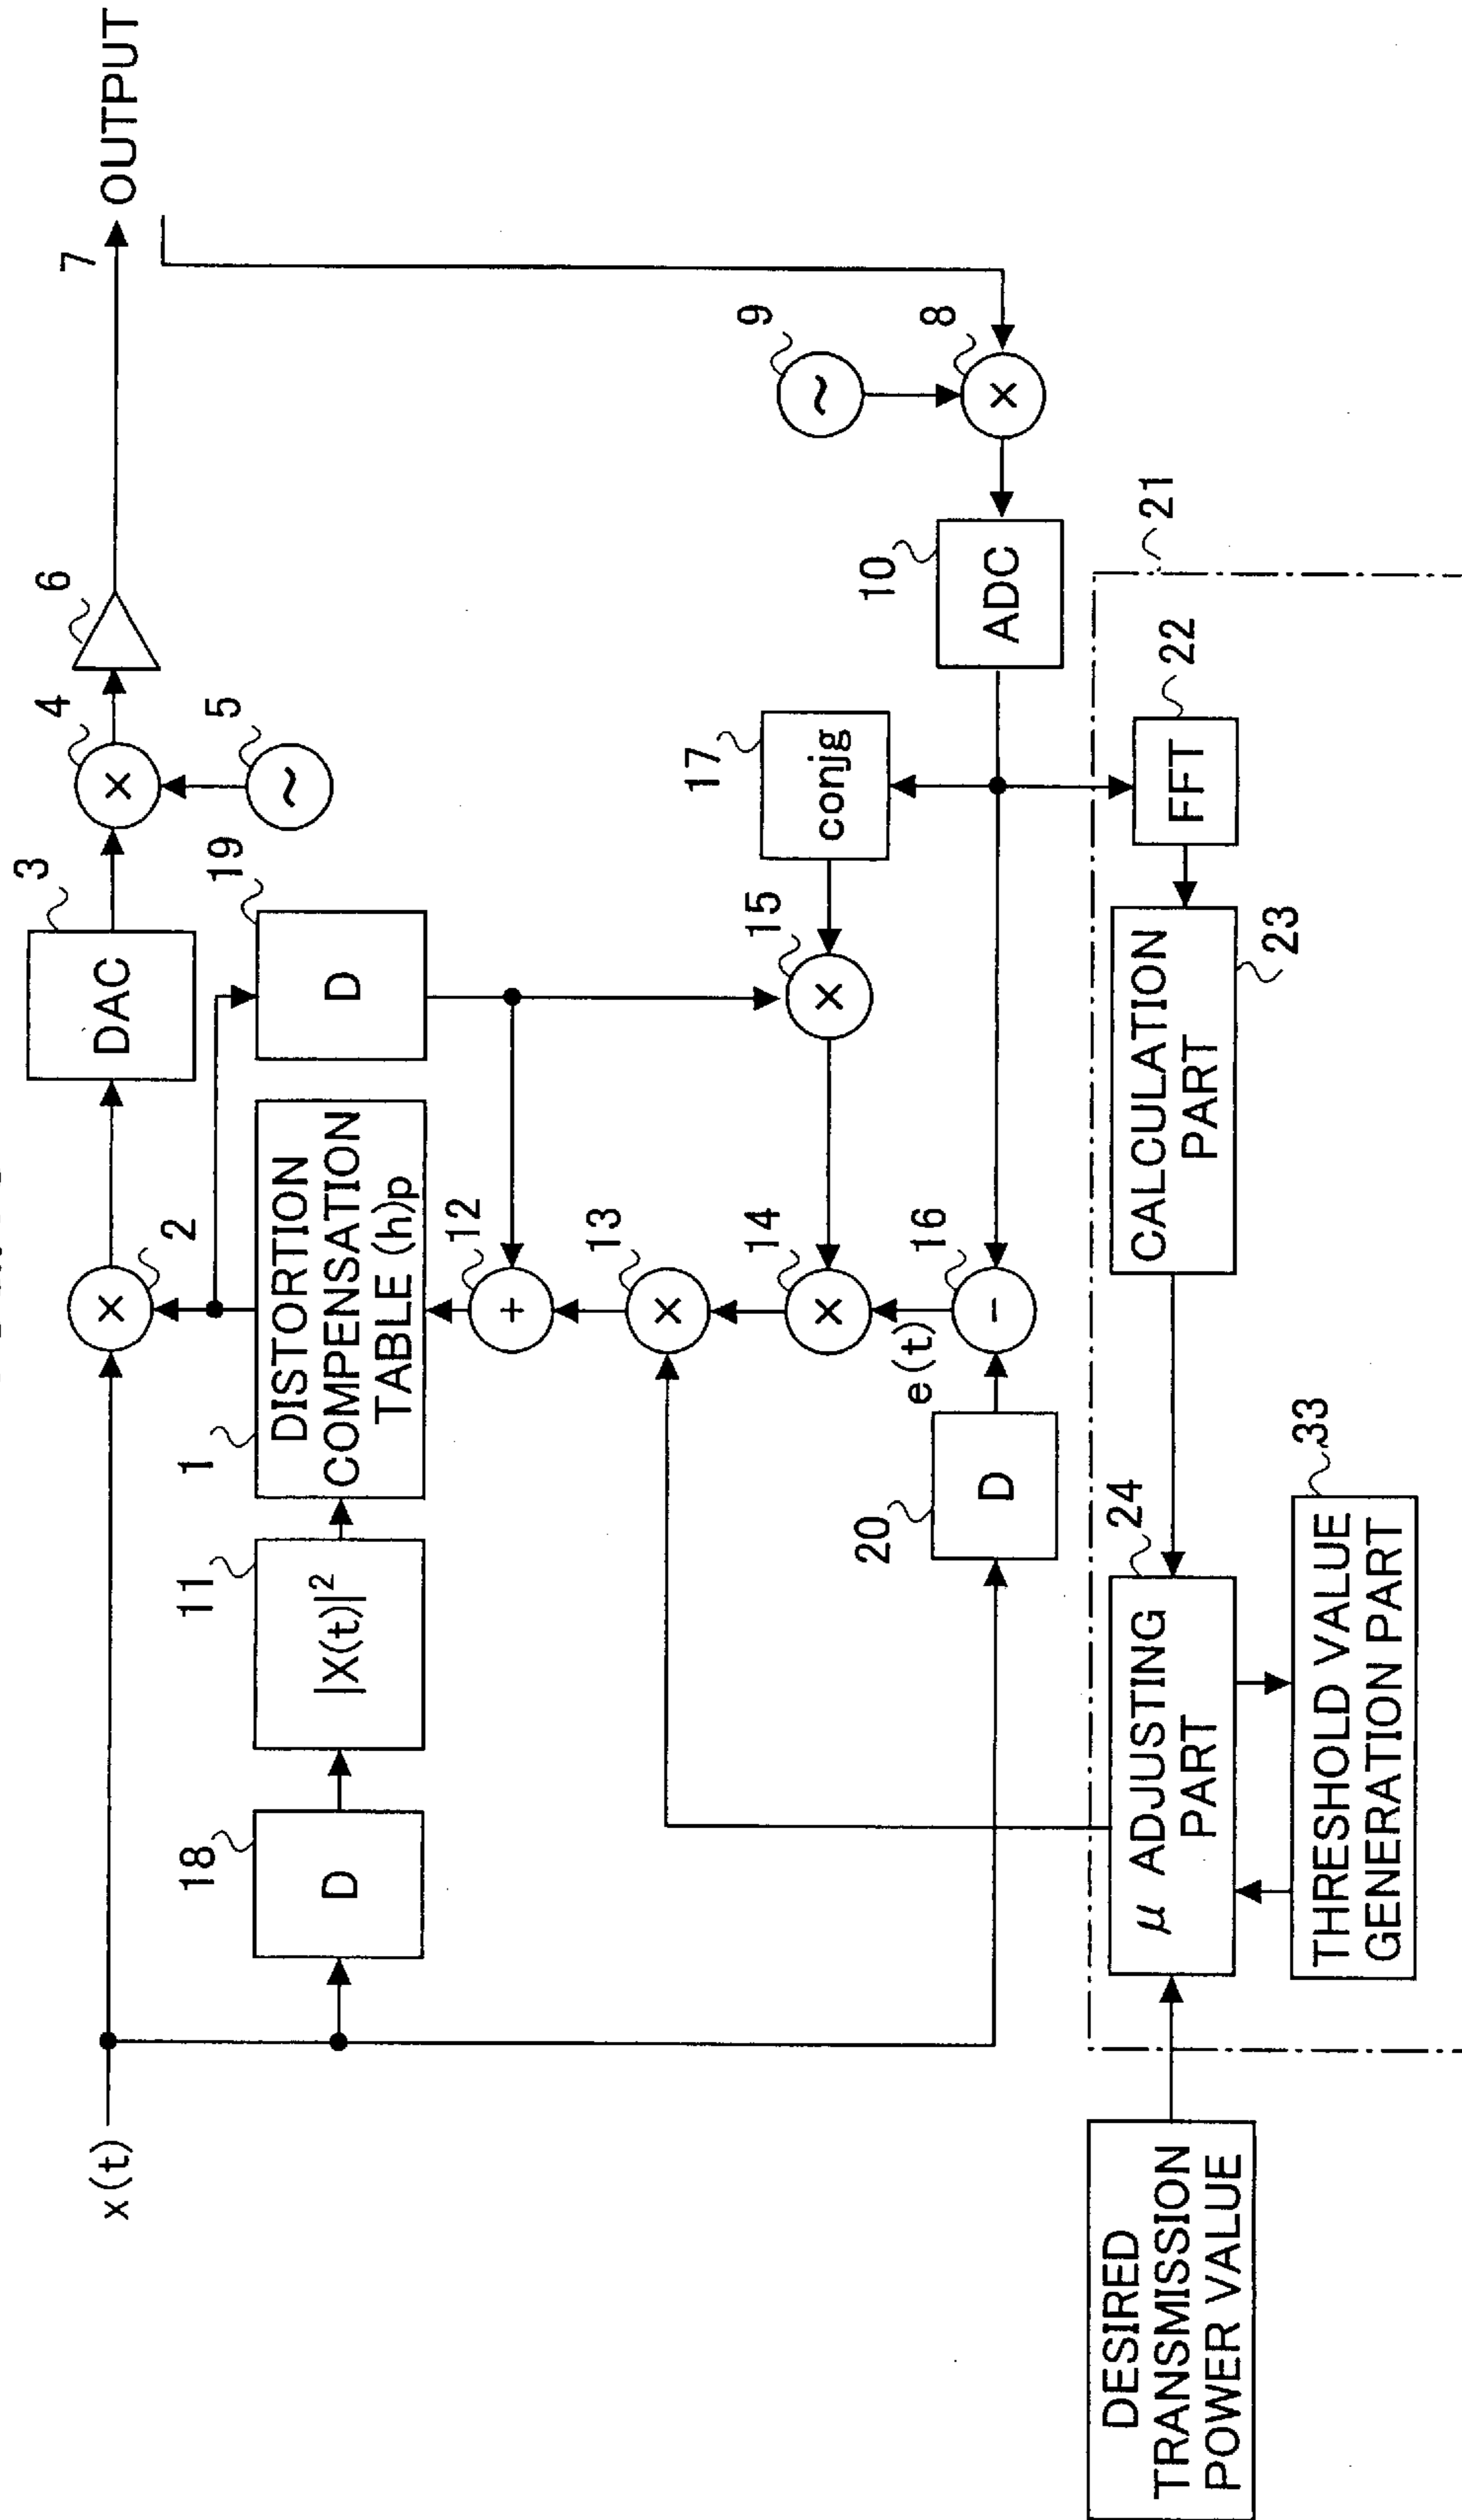 x(t)
2
×
3
DAC
4
×
5
~
6
7
OUTPUT
18
D
11
|X(t)|²
1
DISTORTION
COMPENSATION
TABLE (h)p
19
D
12
+
13
×
14
×
15
×
17
conjg
9
~
8
×
20
D
e(t)
16
-
10
ADC
21
DESIRED
TRANSMISSION
POWER VALUE
24
μ ADJUSTING
PART
CALCULATION
PART
23
FFT
22
33
THRESHOLD VALUE
GENERATION PART